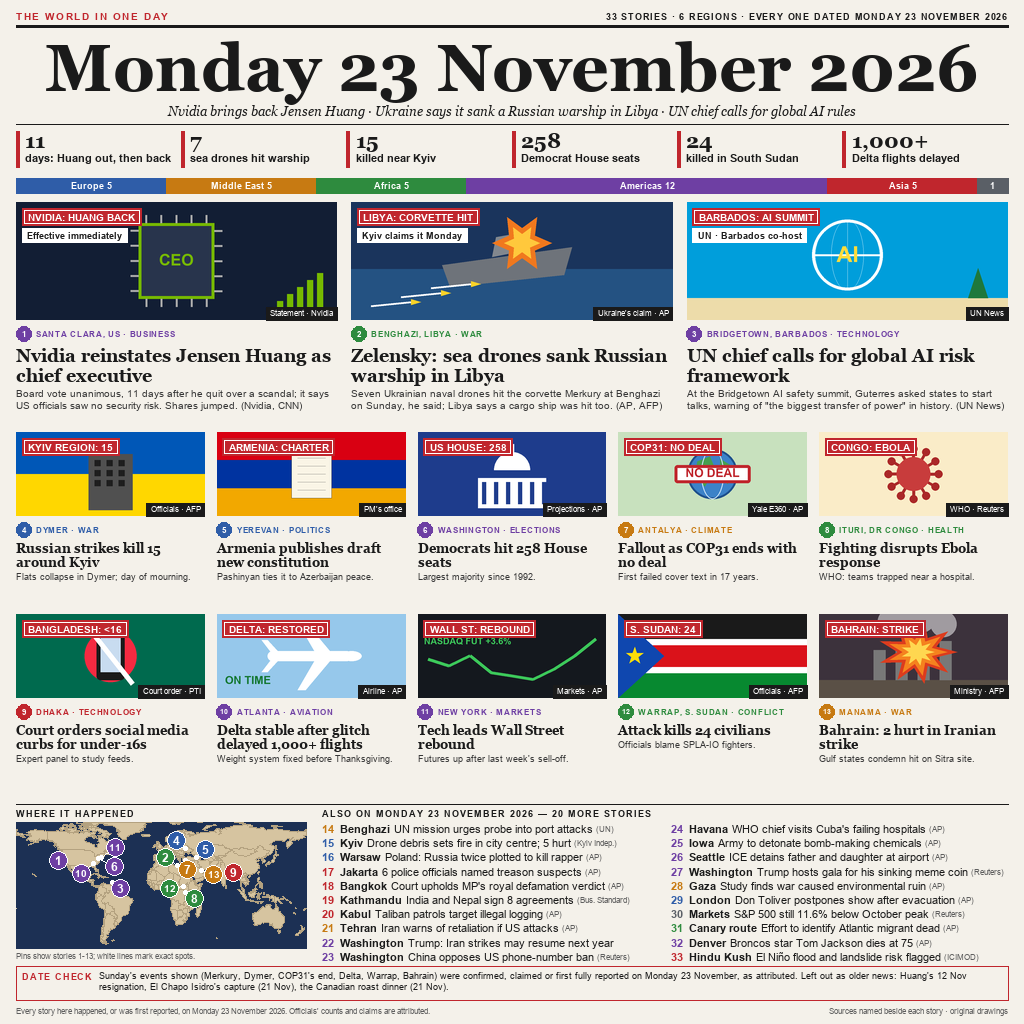 THE WORLD IN ONE DAY
33 STORIES · 6 REGIONS · EVERY ONE DATED MONDAY 23 NOVEMBER 2026
Monday 23 November 2026
Nvidia brings back Jensen Huang · Ukraine says it sank a Russian warship in Libya · UN chief calls for global AI rules
11
days: Huang out, then back
7
sea drones hit warship
15
killed near Kyiv
258
Democrat House seats
24
killed in South Sudan
1,000+
Delta flights delayed
Europe 5
Middle East 5
Africa 5
Americas 12
Asia 5
1
NVIDIA: HUANG BACK
Effective immediately
CEO
Statement · Nvidia
1 SANTA CLARA, US · BUSINESS
Nvidia reinstates Jensen Huang as
chief executive
Board vote unanimous, 11 days after he quit over a scandal; it says
US officials saw no security risk. Shares jumped. (Nvidia, CNN)
LIBYA: CORVETTE HIT
Kyiv claims it Monday
Ukraine's claim · AP
2 BENGHAZI, LIBYA · WAR
Zelensky: sea drones sank Russian
warship in Libya
Seven Ukrainian naval drones hit the corvette Merkury at Benghazi
on Sunday, he said; Libya says a cargo ship was hit too. (AP, AFP)
BARBADOS: AI SUMMIT
UN · Barbados co-host
AI
UN News
3 BRIDGETOWN, BARBADOS · TECHNOLOGY
UN chief calls for global AI risk
framework
At the Bridgetown AI safety summit, Guterres asked states to start
talks, warning of "the biggest transfer of power" in history. (UN News)
KYIV REGION: 15
Officials · AFP
4 DYMER · WAR
Russian strikes kill 15
around Kyiv
Flats collapse in Dymer; day of mourning.
ARMENIA: CHARTER
PM's office
5 YEREVAN · POLITICS
Armenia publishes draft
new constitution
Pashinyan ties it to Azerbaijan peace.
US HOUSE: 258
Projections · AP
6 WASHINGTON · ELECTIONS
Democrats hit 258 House
seats
Largest majority since 1992.
COP31: NO DEAL
NO DEAL
Yale E360 · AP
7 ANTALYA · CLIMATE
Fallout as COP31 ends with
no deal
First failed cover text in 17 years.
CONGO: EBOLA
WHO · Reuters
8 ITURI, DR CONGO · HEALTH
Fighting disrupts Ebola
response
WHO: teams trapped near a hospital.
BANGLADESH: <16
Court order · PTI
9 DHAKA · TECHNOLOGY
Court orders social media
curbs for under-16s
Expert panel to study feeds.
DELTA: RESTORED
ON TIME
Airline · AP
10 ATLANTA · AVIATION
Delta stable after glitch
delayed 1,000+ flights
Weight system fixed before Thanksgiving.
WALL ST: REBOUND
NASDAQ FUT +3.6%
Markets · AP
11 NEW YORK · MARKETS
Tech leads Wall Street
rebound
Futures up after last week's sell-off.
S. SUDAN: 24
Officials · AFP
12 WARRAP, S. SUDAN · CONFLICT
Attack kills 24 civilians
Officials blame SPLA-IO fighters.
BAHRAIN: STRIKE
Ministry · AFP
13 MANAMA · WAR
Bahrain: 2 hurt in Iranian
strike
Gulf states condemn hit on Sitra site.
WHERE IT HAPPENED
1
11
10
6
3
4
2
5
7
13
9
12
8
Pins show stories 1-13; white lines mark exact spots.
ALSO ON MONDAY 23 NOVEMBER 2026 — 20 MORE STORIES
14 Benghazi UN mission urges probe into port attacks (UN)
15 Kyiv Drone debris sets fire in city centre; 5 hurt (Kyiv Indep.)
16 Warsaw Poland: Russia twice plotted to kill rapper (AP)
17 Jakarta 6 police officials named treason suspects (AP)
18 Bangkok Court upholds MP's royal defamation verdict (AP)
19 Kathmandu India and Nepal sign 8 agreements (Bus. Standard)
20 Kabul Taliban patrols target illegal logging (AP)
21 Tehran Iran warns of retaliation if US attacks (AP)
22 Washington Trump: Iran strikes may resume next year
23 Washington China opposes US phone-number ban (Reuters)
24 Havana WHO chief visits Cuba's failing hospitals (AP)
25 Iowa Army to detonate bomb-making chemicals (AP)
26 Seattle ICE detains father and daughter at airport (AP)
27 Washington Trump hosts gala for his sinking meme coin (Reuters)
28 Gaza Study finds war caused environmental ruin (AP)
29 London Don Toliver postpones show after evacuation (AP)
30 Markets S&P 500 still 11.6% below October peak (Reuters)
31 Canary route Effort to identify Atlantic migrant dead (AP)
32 Denver Broncos star Tom Jackson dies at 75 (AP)
33 Hindu Kush El Niño flood and landslide risk flagged (ICIMOD)
DATE CHECK Sunday's events shown (Merkury, Dymer, COP31's end, Delta, Warrap, Bahrain) were confirmed, claimed or first fully reported on Monday 23 November, as attributed. Left out as older news: Huang's 12 Nov
resignation, El Chapo Isidro's capture (21 Nov), the Canadian roast dinner (21 Nov).
Every story here happened, or was first reported, on Monday 23 November 2026. Officials' counts and claims are attributed.
Sources named beside each story · original drawings